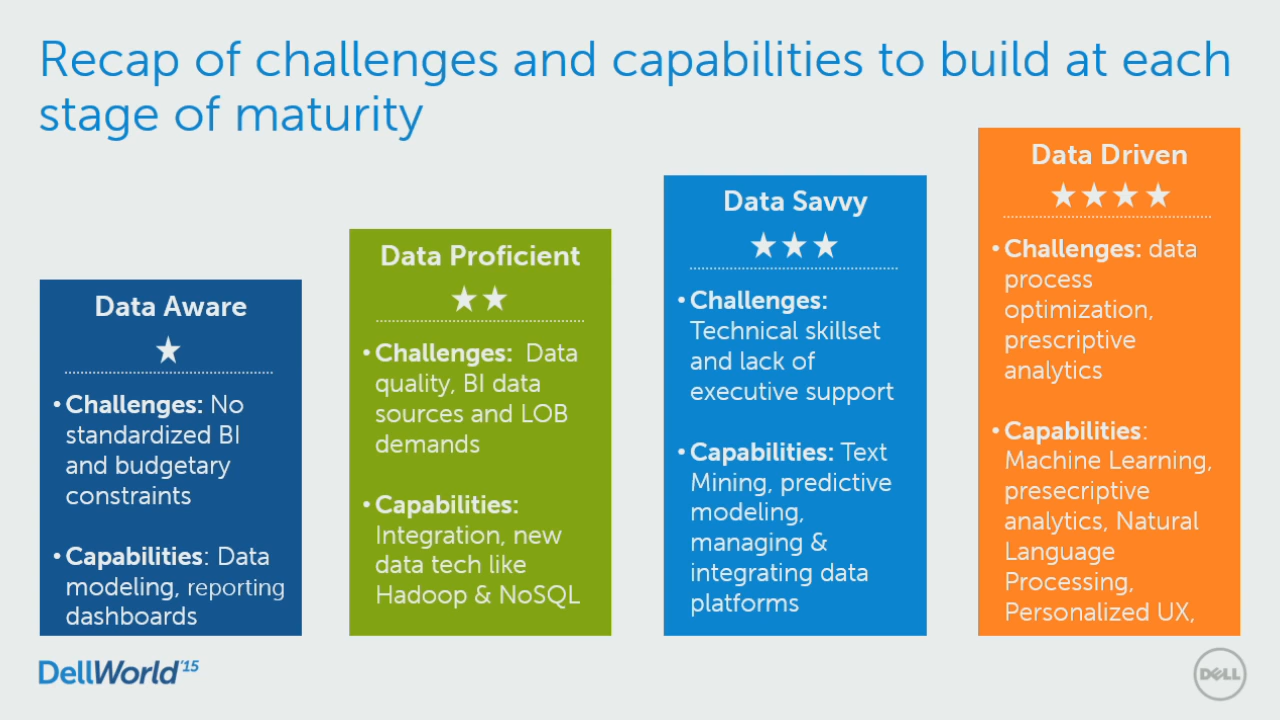 Recap of challenges and capabilities to build at each
stage of maturity
Data Aware
• Challenges: No
standardized BI
and budgetary
constraints
• Capabilities: Data
modeling, reporting
dashboards
Data Proficient
• Challenges: Data
quality, BI data
sources and LOB
demands
• Capabilities:
Integration, new
data tech like
Hadoop & NoSQL
Data Savvy
• Challenges:
Technical skillset
and lack of
executive support
• Capabilities: Text
Mining, predictive
modeling,
managing &
integrating data
platforms
Data Driven
• Challenges: data
process
optimization,
prescriptive
analytics
• Capabilities:
Machine Learning,
presecriptive
analytics, Natural
Language
Processing,
Personalized UX,
DellWorld'15
DELL